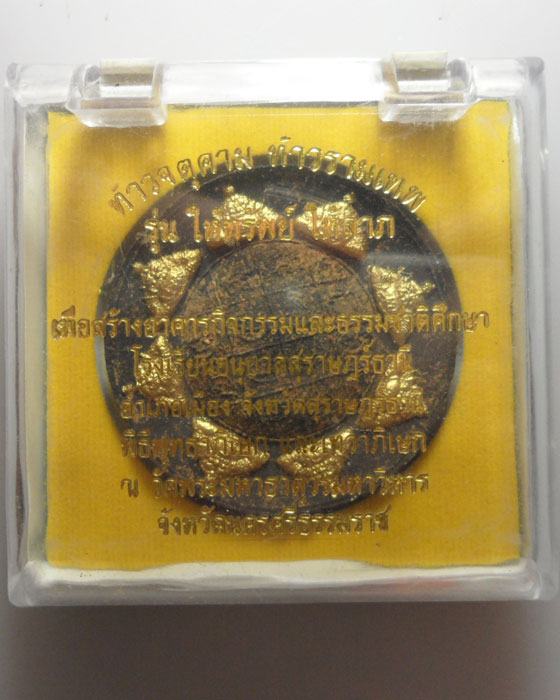 ท้าวจตุคาม ท้าวรามเทพ
รุ่น ให้ทรัพย์ ให้ลาภ
เพื่อสร้างอาคารกิจกรรมและธรรมชาติศึกษา
โรงเรียนอนุบาลสุราษฎร์ธานี
อำเภอเมือง จังหวัดสุราษฎร์ธานี
พิธีพุทธาภิเษก และเทวาภิเษก
ณ วัดพระมหาธาตุวรมหาวิหาร
จังหวัดนครศรีธรรมราช